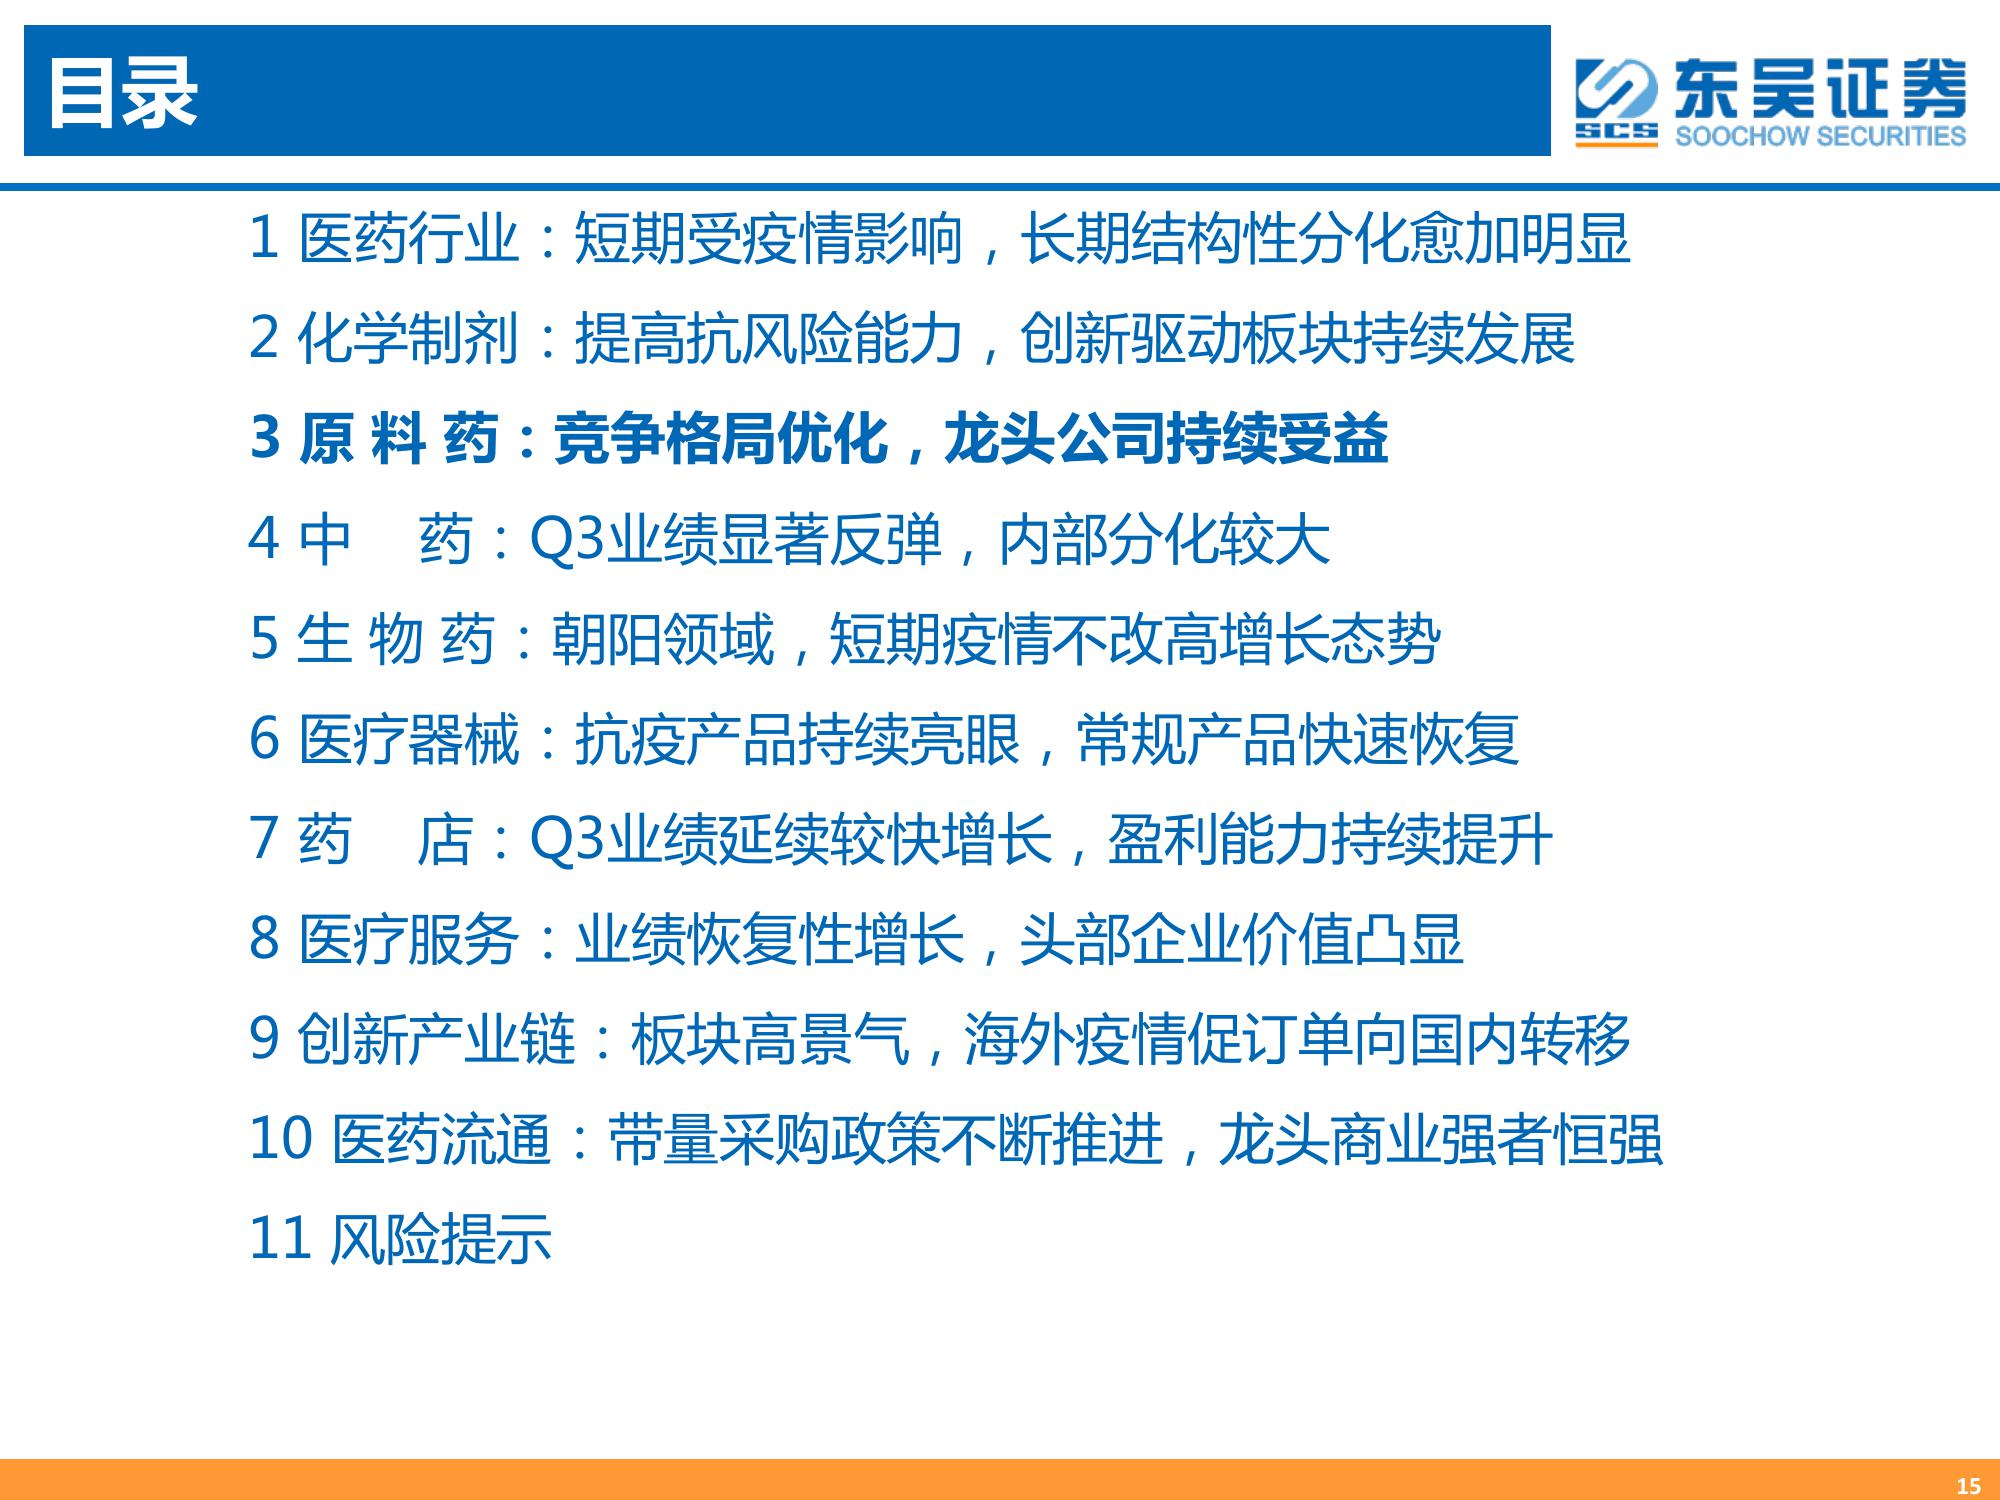 目录
SCS
东吴证券
SOOCHOW SECURITIES
1 医药行业：短期受疫情影响，长期结构性分化愈加明显
2 化学制剂：提高抗风险能力，创新驱动板块持续发展
3 原 料 药：竞争格局优化，龙头公司持续受益
4 中　药：Q3业绩显著反弹，内部分化较大
5 生 物 药：朝阳领域，短期疫情不改高增长态势
6 医疗器械：抗疫产品持续亮眼，常规产品快速恢复
7 药　店：Q3业绩延续较快增长，盈利能力持续提升
8 医疗服务：业绩恢复性增长，头部企业价值凸显
9 创新产业链：板块高景气，海外疫情促订单向国内转移
10 医药流通：带量采购政策不断推进，龙头商业强者恒强
11 风险提示
15